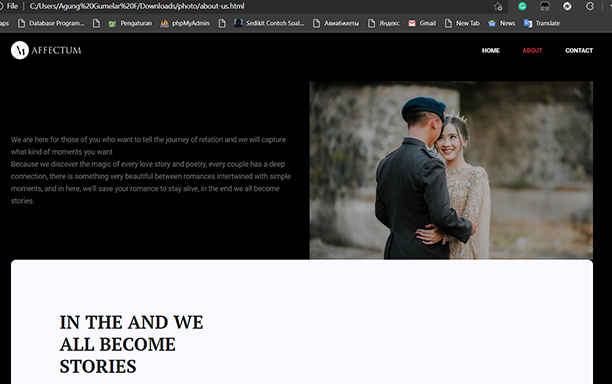 File | C:/Users/Agung%20Gumelar%20F/Downloads/photo/about-us.html
aps Database Program... Pengaturan phpMyAdmin Sedikit Contoh Soal... Авиабилеты Яндекс Gmail New Tab News Translate
AFFECTUM HOME ABOUT CONTACT
We are here for those of you who want to tell the journey of relation and we will capture
what kind of moments you want
Because we discover the magic of every love story and poetry, every couple has a deep
connection, there is something very beautiful between romances intertwined with simple
moments, and in here, we'll save your romance to stay alive, in the end we all become
stories.
IN THE AND WE
ALL BECOME
STORIES